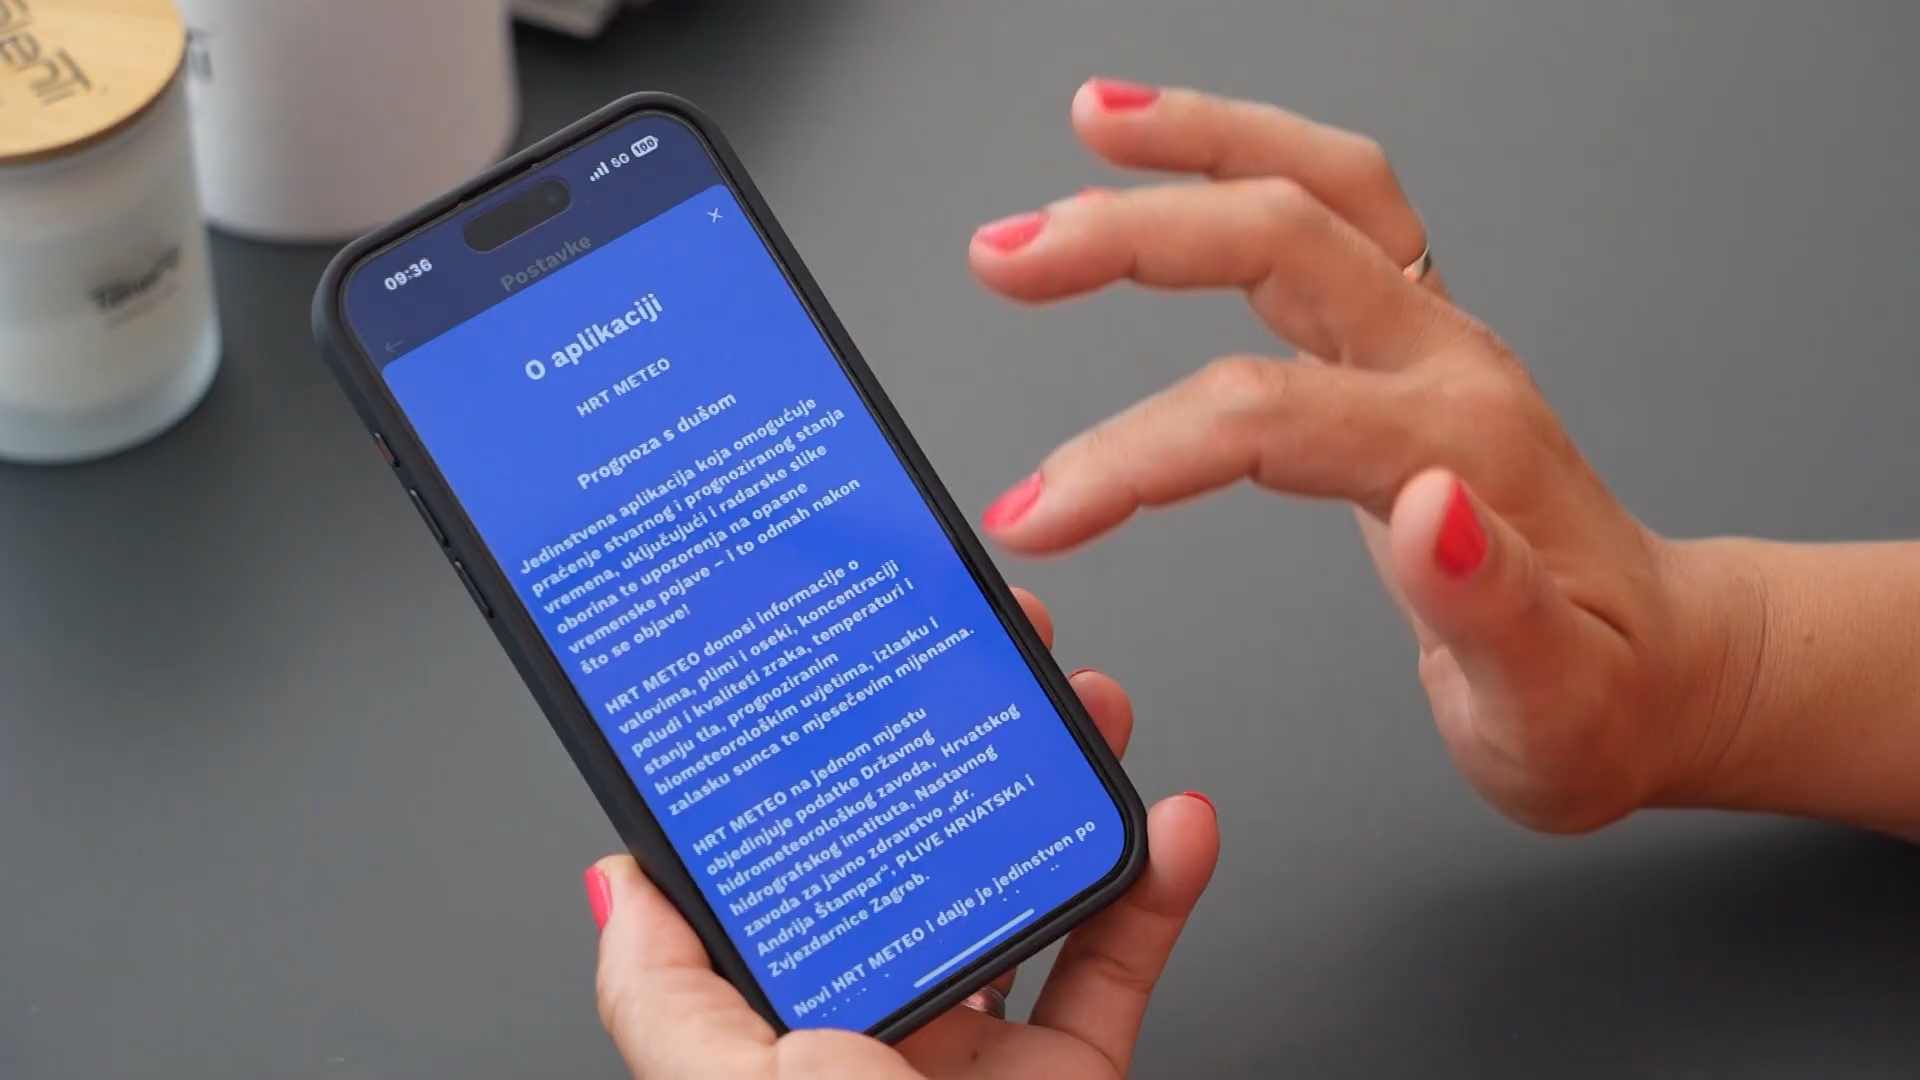 TalenTi
09:36
5G 100
Postavke
O aplikaciji
HRT METEO
Prognoza s dušom
Jedinstvena aplikacija koja omogućuje
praćenje stvarnog i prognoziranog stanja
vremena, uključujući i radarske slike
oborina te upozorenja na opasne
vremenske pojave – i to odmah nakon
što se objave!
HRT METEO donosi informacije o
valovima, plimi i oseki, koncentraciji
peludi i kvaliteti zraka, temperaturi i
stanju tla, prognoziranim
biometeorološkim uvjetima, izlasku i
zalasku sunca te mjesečevim mijenama.
HRT METEO na jednom mjestu
objedinjuje podatke Državnog
hidrometeorološkog zavoda, Hrvatskog
hidrografskog instituta, Nastavnog
zavoda za javno zdravstvo „dr.
Andrija Štampar“, PLIVE HRVATSKA i
Zvjezdarnice Zagreb.
Novi HRT METEO i dalje je jedinstven po